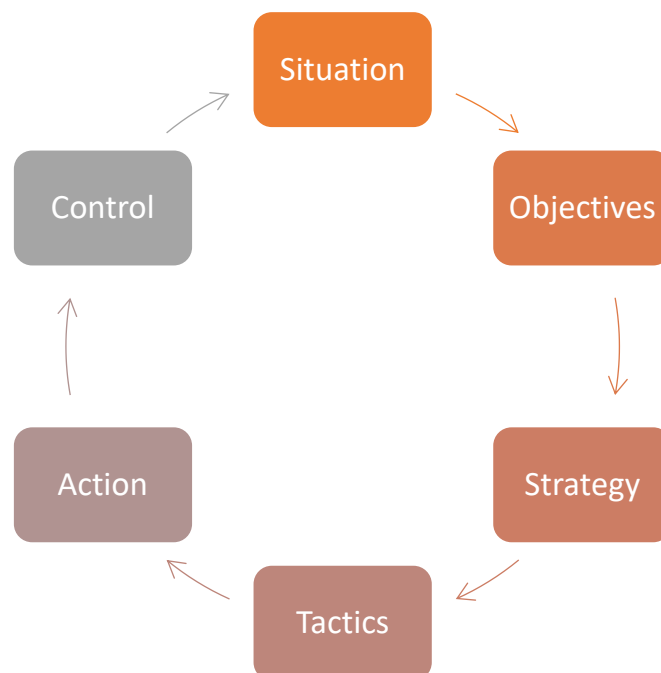 Situation
Objectives
Strategy
Tactics
Action
Control